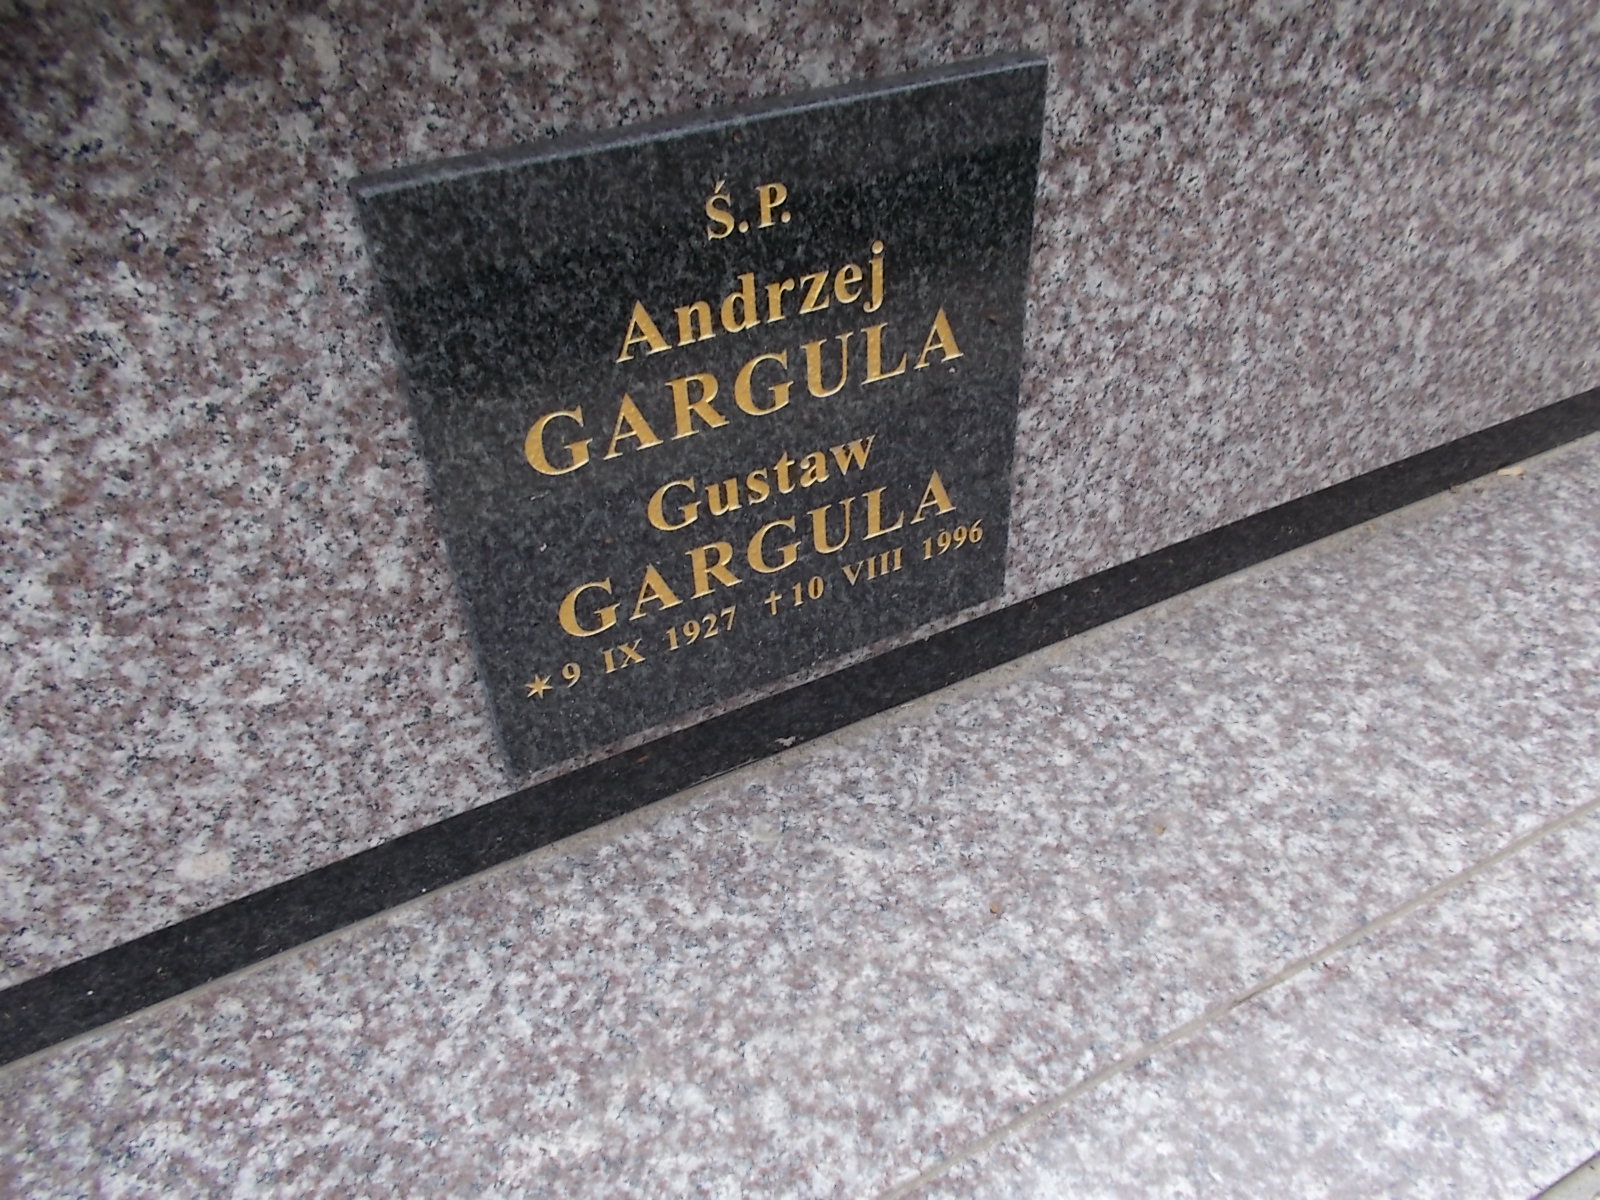 Ś.P.
Andrzej
GARGULA
Gustaw
GARGULA
✶9 IX 1927 ✝10 VIII 1996